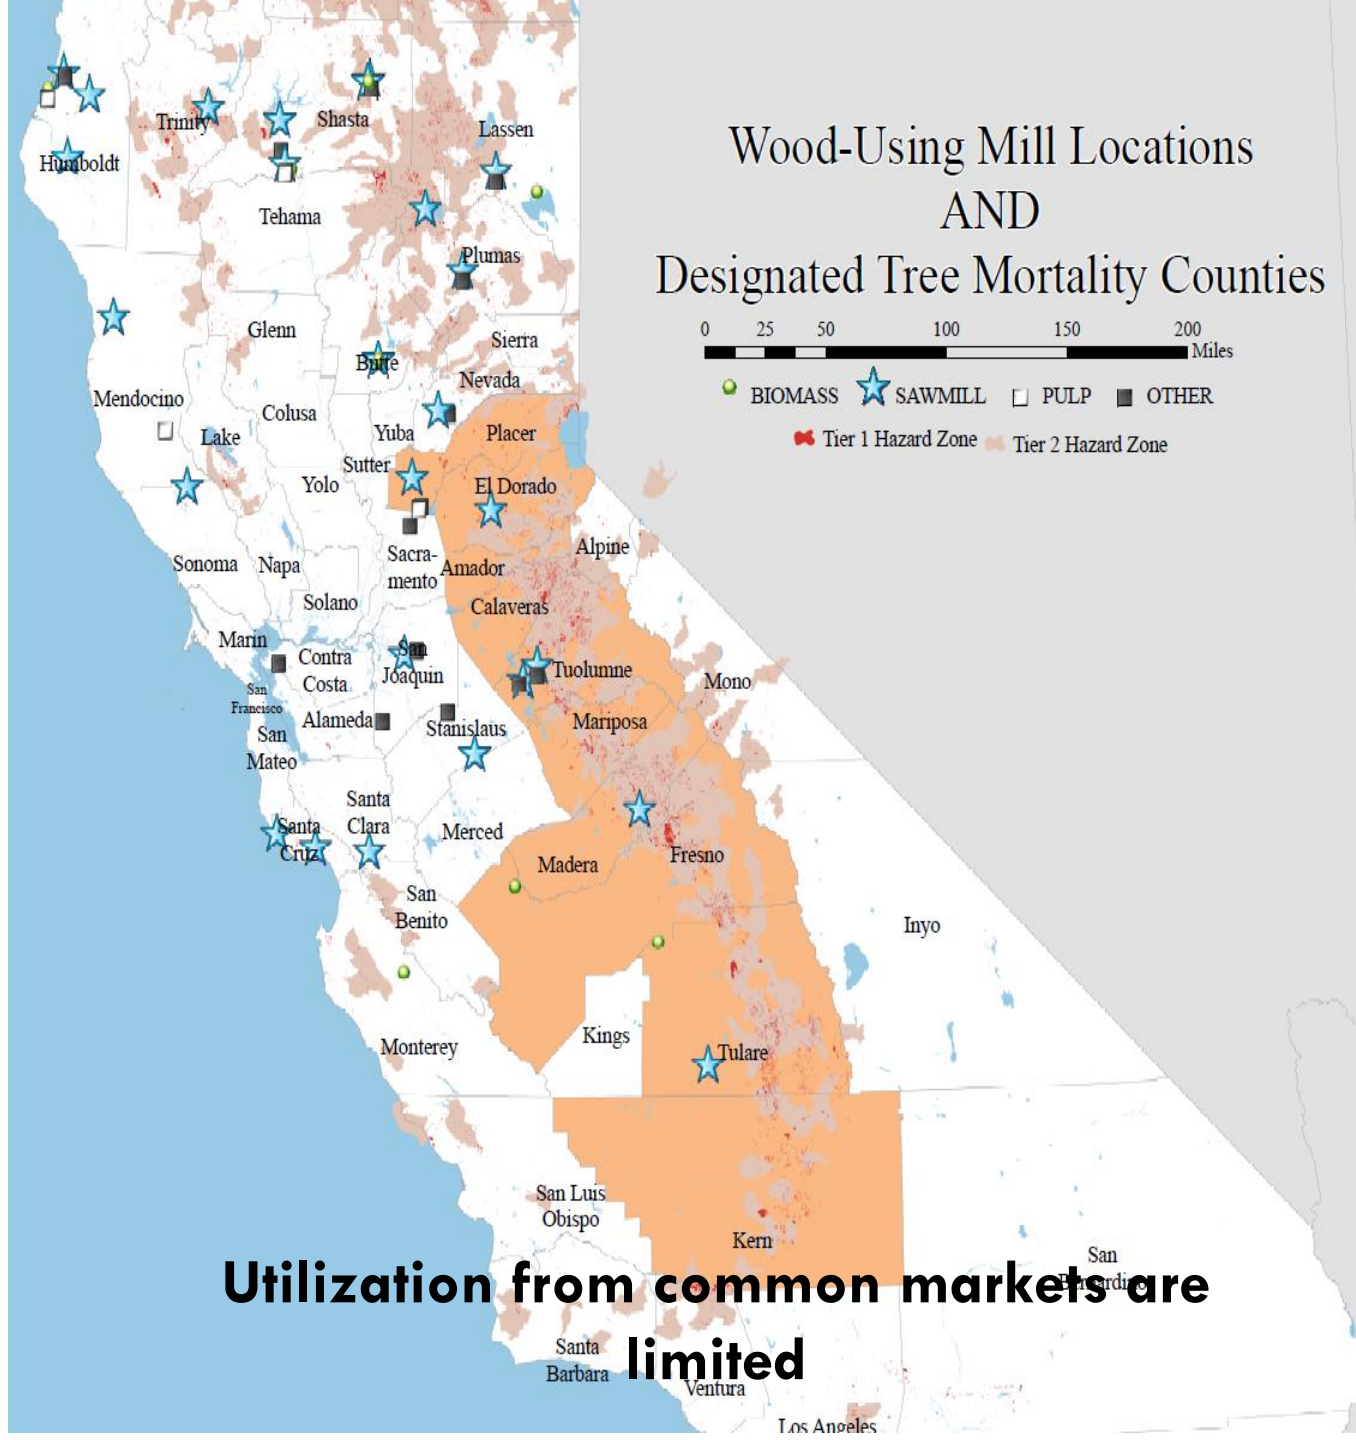 Wood-Using Mill Locations
AND
Designated Tree Mortality Counties
0 25 50 100 150 200
Miles
BIOMASS SAWMILL PULP OTHER
Tier 1 Hazard Zone Tier 2 Hazard Zone
Trinity
Shasta
Lassen
Humboldt
Tehama
Plumas
Glenn
Sierra
Butte
Nevada
Mendocino
Colusa
Lake
Yuba
Placer
Sutter
Yolo
El Dorado
Alpine
Sonoma
Napa
Sacra-
mento
Amador
Solano
Calaveras
Marin
Contra
Costa
San
Joaquin
Tuolumne
Mono
San
Francisco
Alameda
Stanislaus
Mariposa
San
Mateo
Santa
Clara
Santa
Cruz
Merced
Madera
Fresno
San
Benito
Inyo
Kings
Monterey
Tulare
San Luis
Obispo
Kern
San
Bernardino
Utilization from common markets are
limited
Santa
Barbara
Ventura
Los Angeles